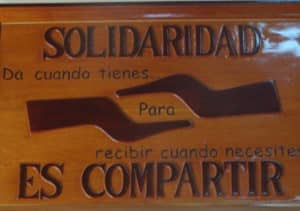 SOLIDARIDAD
Da cuando tienes...
Para
recibir cuando necesites
ES COMPARTIR